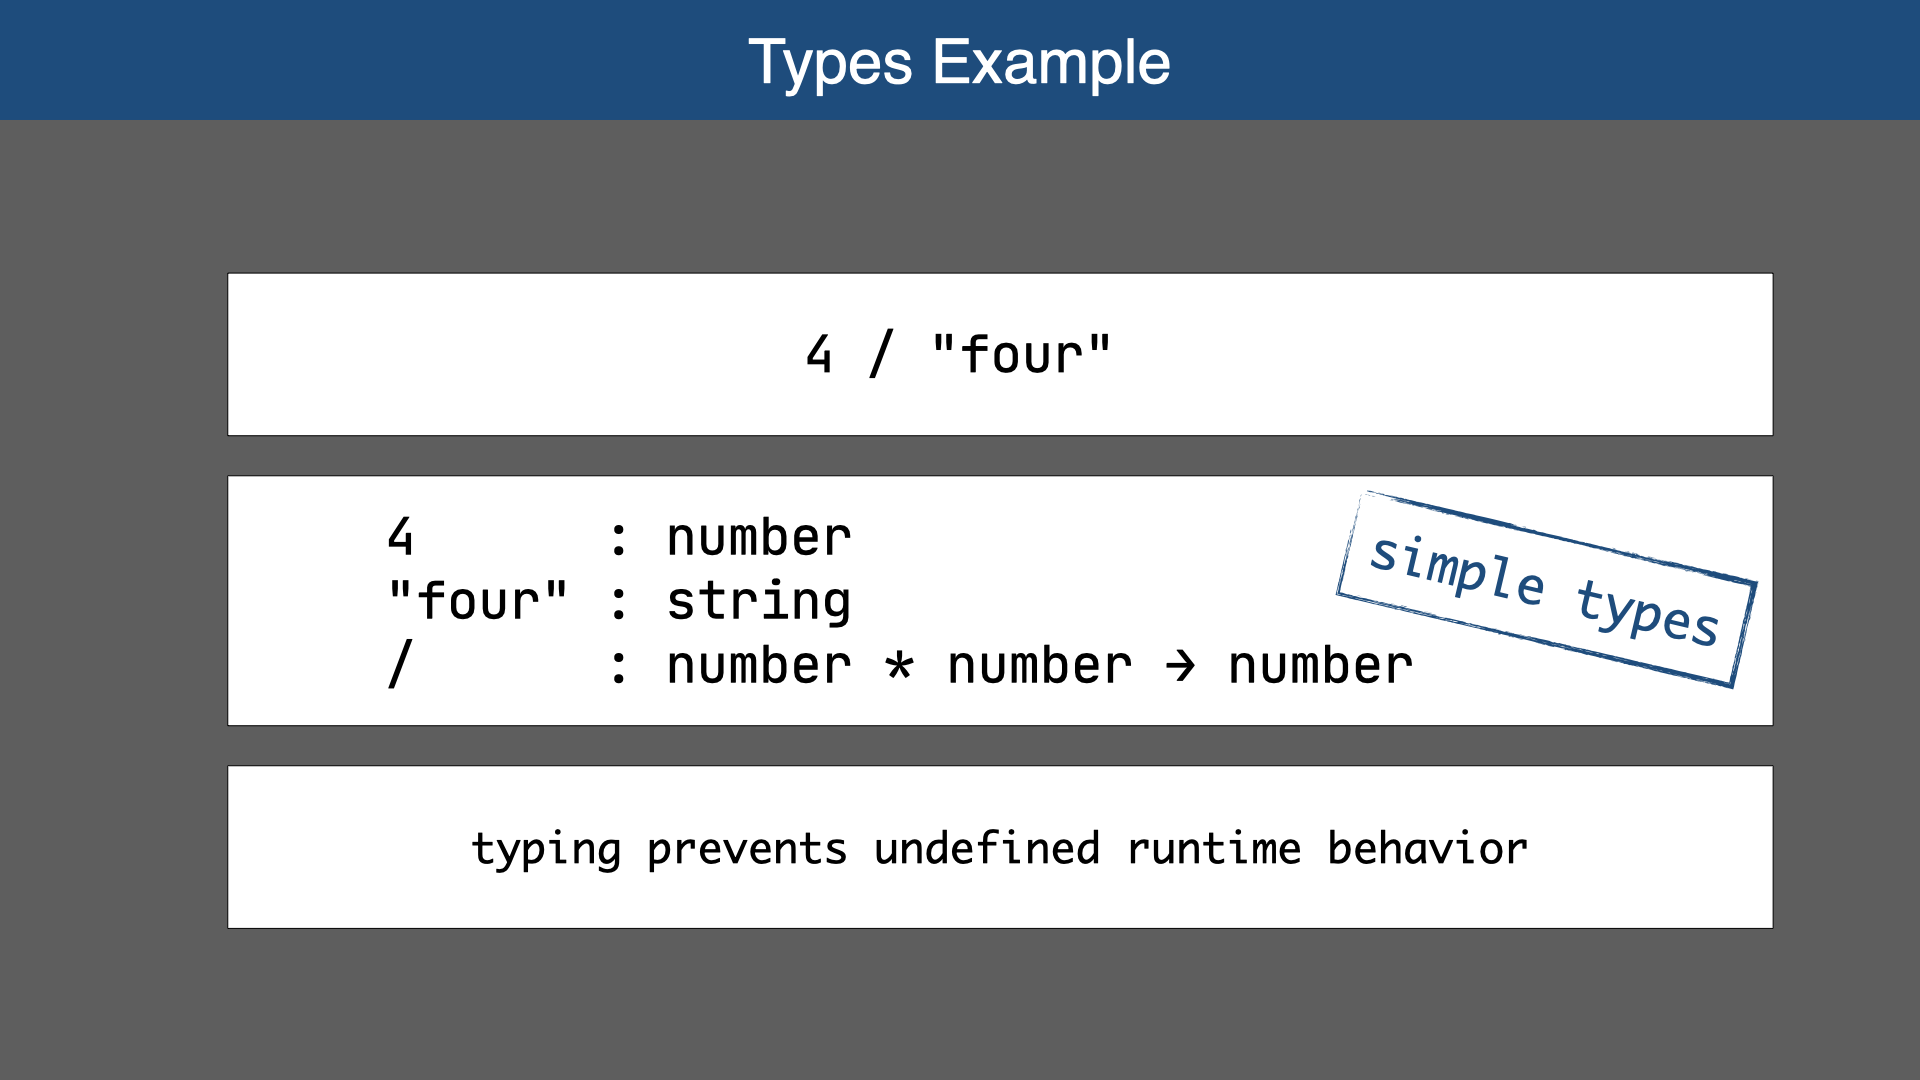 Types Example
4 / "four"
4 : number
"four" : string
/ : number * number → number
simple types
typing prevents undefined runtime behavior